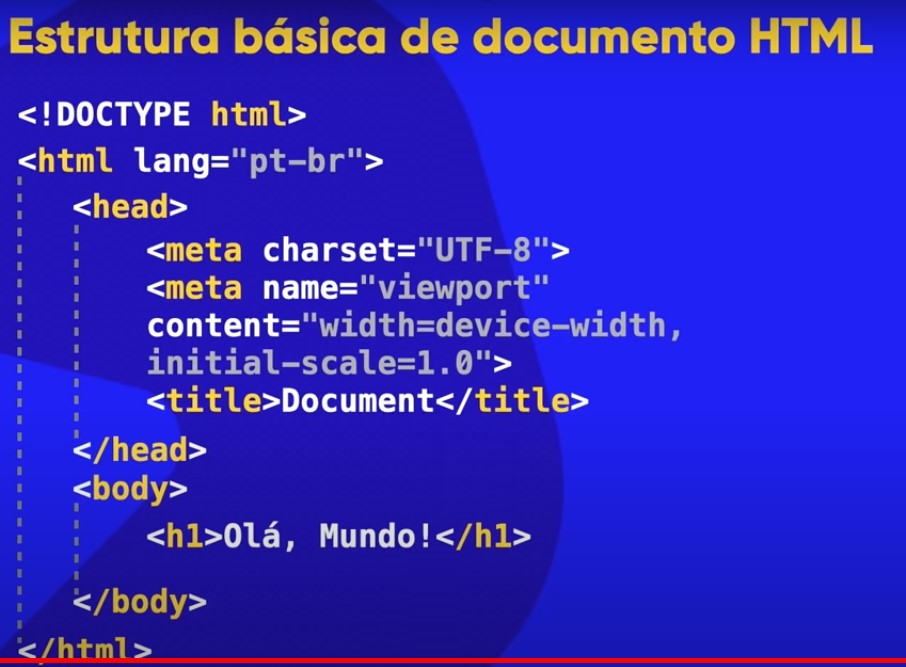 Estrutura básica de documento HTML
<!DOCTYPE html>
<html lang="pt-br">
<head>
<meta charset="UTF-8">
<meta name="viewport"
content="width=device-width,
initial-scale=1.0">
<title>Document</title>
</head>
<body>
<h1>Olá, Mundo!</h1>
</body>
</html>